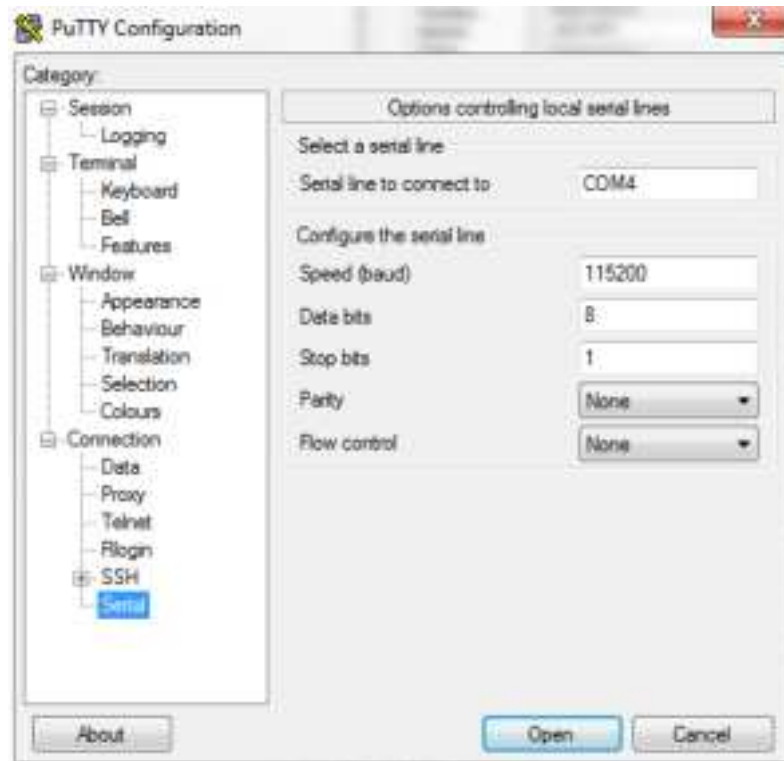 PuTTY Configuration
Category:
Session
Logging
Terminal
Keyboard
Bell
Features
Window
Appearance
Behaviour
Translation
Selection
Colours
Connection
Data
Proxy
Telnet
Rlogin
SSH
Serial
Options controlling local serial lines
Select a serial line
Serial line to connect to COM4
Configure the serial line
Speed (baud) 115200
Data bits 8
Stop bits 1
Parity None
Flow control None
About Open Cancel